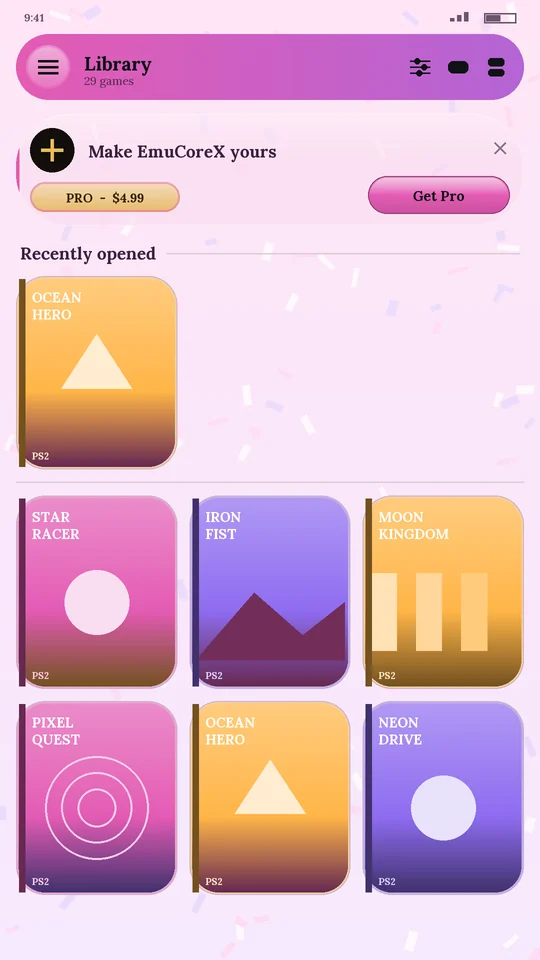 9:41
Library
29 games
Make EmuCoreX yours
PRO - $4.99
Get Pro
Recently opened
OCEAN
HERO
PS2
STAR
RACER
PS2
IRON
FIST
PS2
MOON
KINGDOM
PS2
PIXEL
QUEST
PS2
OCEAN
HERO
PS2
NEON
DRIVE
PS2